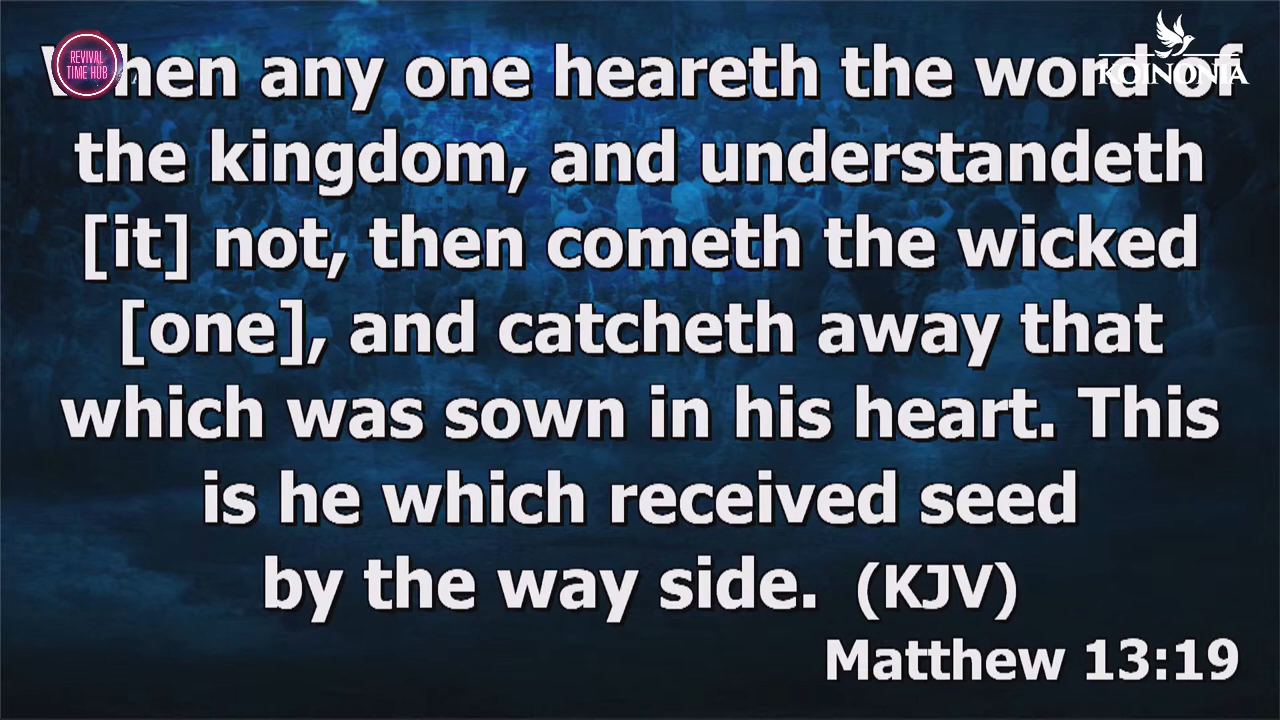 REVIVAL
TIME HUB
KOINONIA
When any one heareth the word of
the kingdom, and understandeth
[it] not, then cometh the wicked
[one], and catcheth away that
which was sown in his heart. This
is he which received seed
by the way side. (KJV)
Matthew 13:19